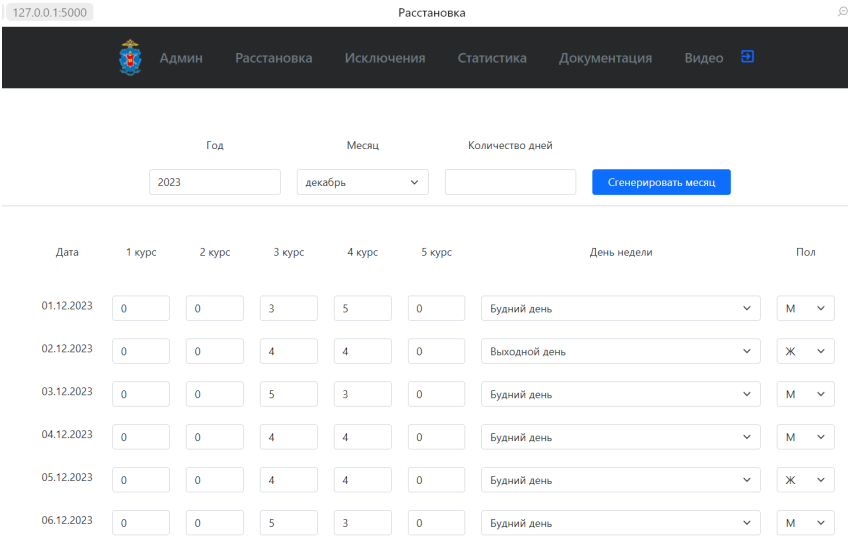 127.0.0.1:5000 Расстановка
Админ Расстановка Исключения Статистика Документация Видео
Год Месяц Количество дней
2023 декабрь Сгенерировать месяц
Дата 1 курс 2 курс 3 курс 4 курс 5 курс День недели Пол
01.12.2023 0 0 3 5 0 Будний день М
02.12.2023 0 0 4 4 0 Выходной день Ж
03.12.2023 0 0 5 3 0 Будний день М
04.12.2023 0 0 4 4 0 Будний день М
05.12.2023 0 0 4 4 0 Будний день Ж
06.12.2023 0 0 5 3 0 Будний день М